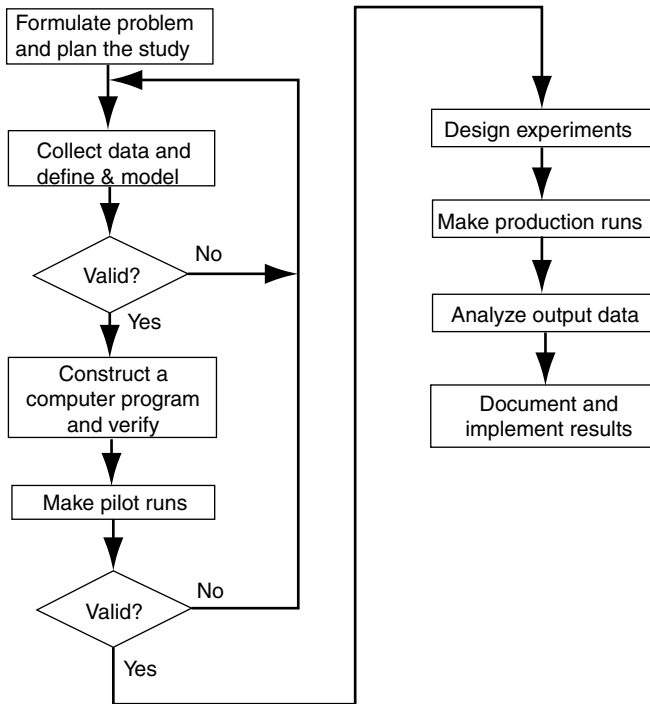 Formulate problem
and plan the study
Collect data and
define & model
Valid?
No
Yes
Construct a
computer program
and verify
Make pilot runs
Valid?
No
Yes
Design experiments
Make production runs
Analyze output data
Document and
implement results